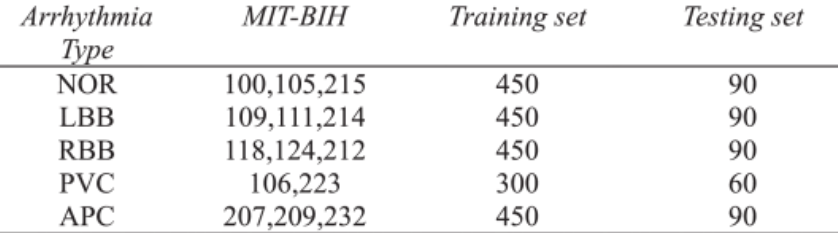 Arrhythmia Type MIT-BIH Training set Testing set
NOR 100,105,215 450 90
LBB 109,111,214 450 90
RBB 118,124,212 450 90
PVC 106,223 300 60
APC 207,209,232 450 90